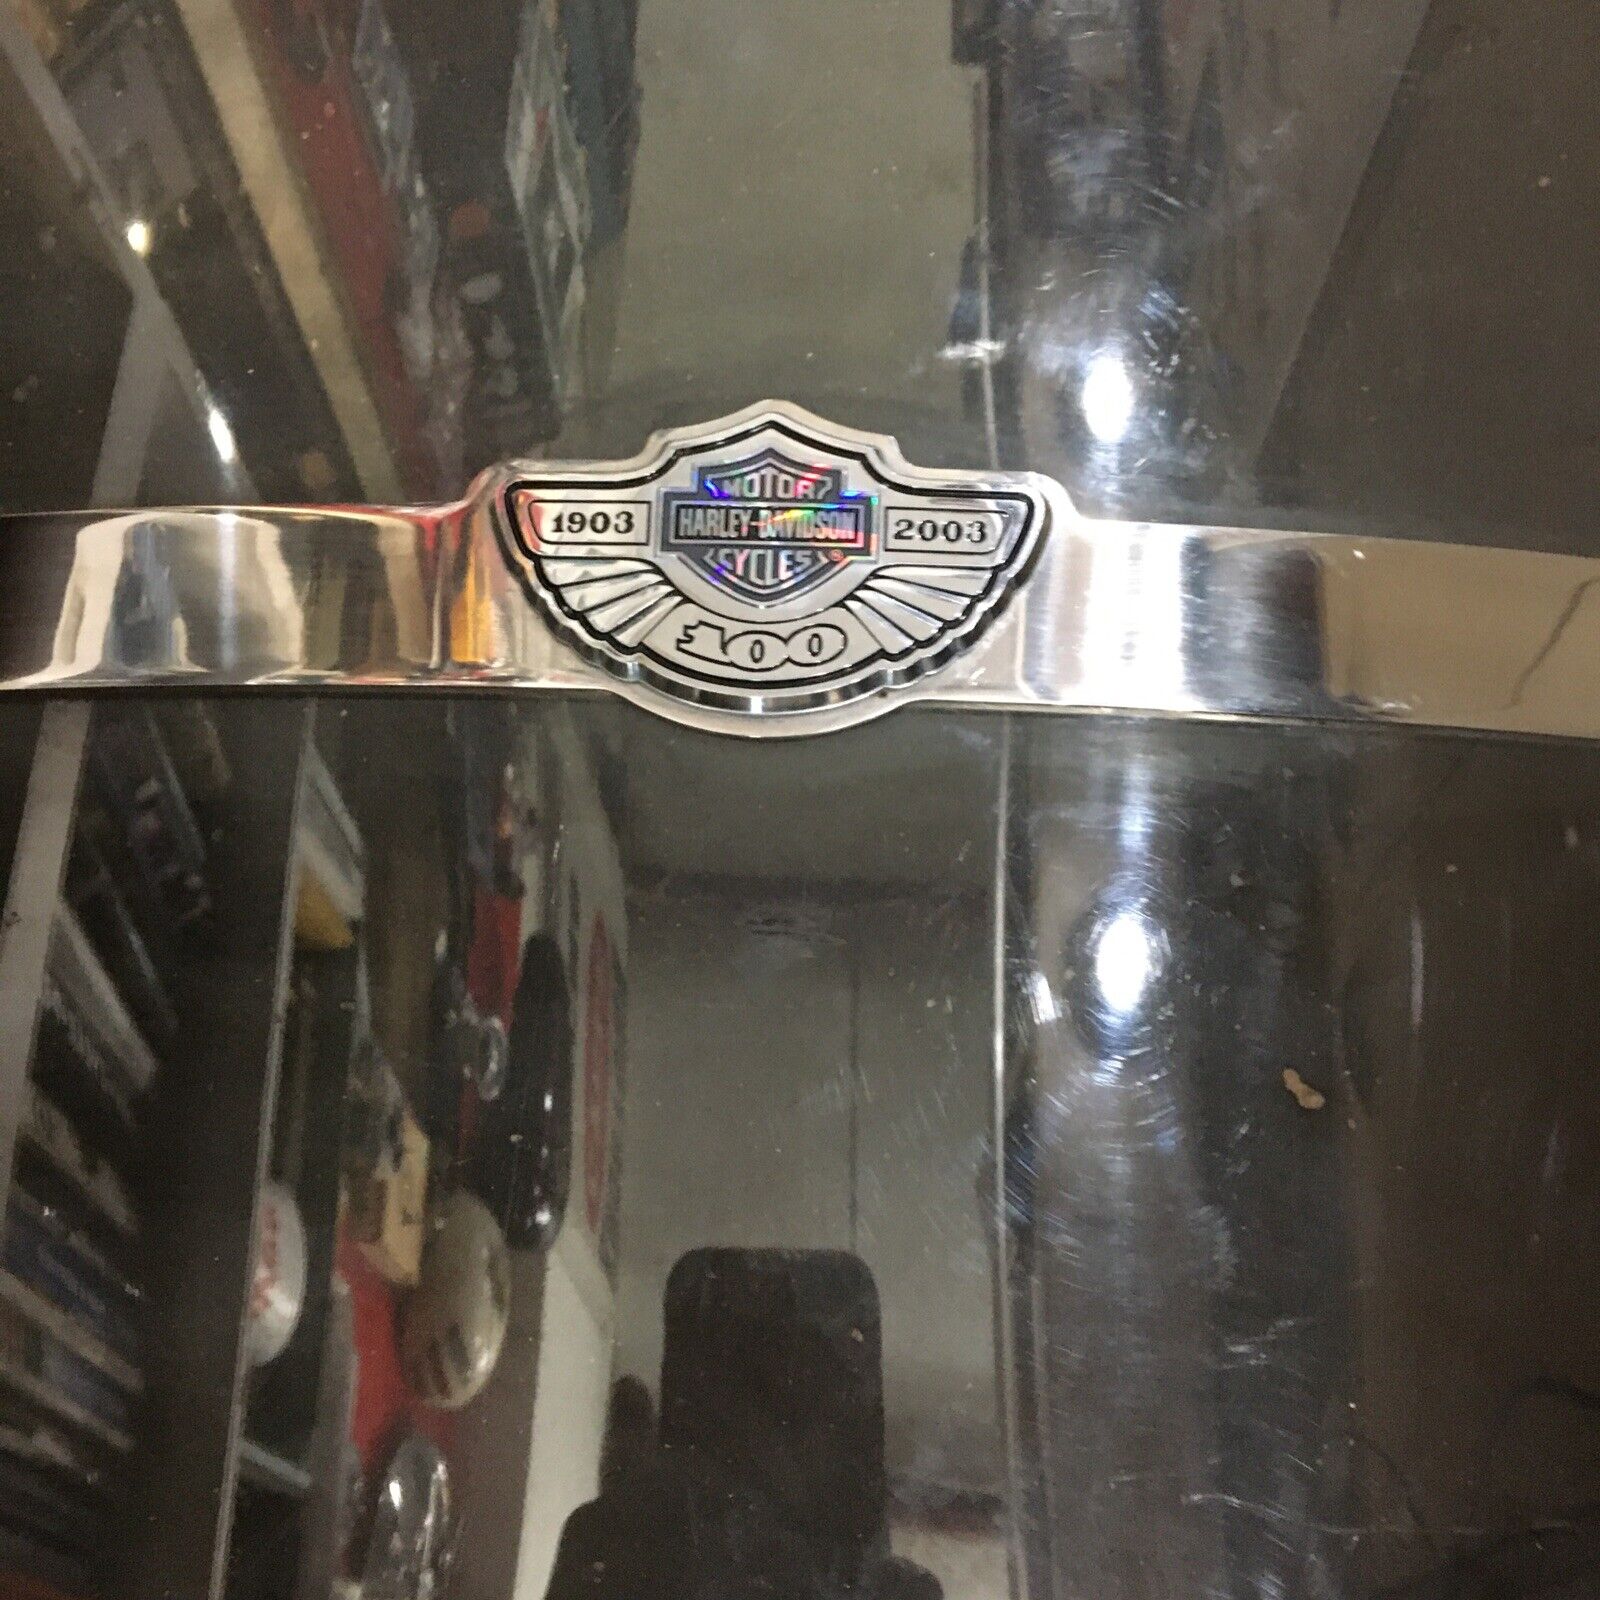 MOTOR
1903 HARLEY-DAVIDSON 2003
CYCLES ®
100